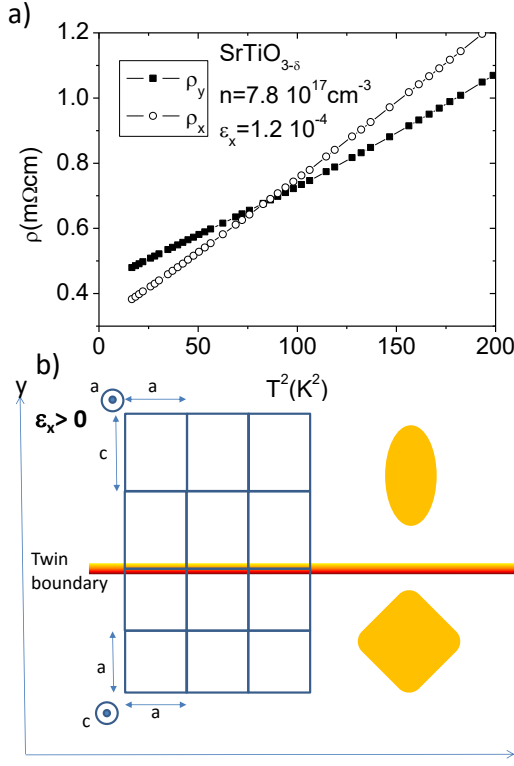 a)
1.2
1.0
0.8
0.6
0.4
ρ(mΩcm)
ρy
ρx
SrTiO3-δ
n=7.8 10^17cm^-3
εx=1.2 10^-4
0 50 100 150 200
T^2(K^2)
b)
y
a
a
εx> 0
c
Twin
boundary
a
c
a